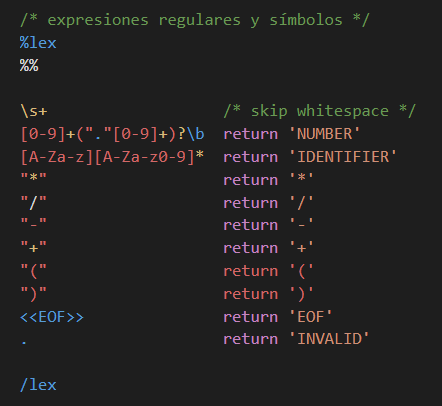 /* expresiones regulares y símbolos */
%lex
%%

\s+                   /* skip whitespace */
[0-9]+("."[0-9]+)?\b  return 'NUMBER'
[A-Za-z][A-Za-z0-9]*  return 'IDENTIFIER'
"*"                   return '*'
"/"                   return '/'
"-"                   return '-'
"+"                   return '+'
"("                   return '('
")"                   return ')'
<<EOF>>               return 'EOF'
.                     return 'INVALID'

/lex